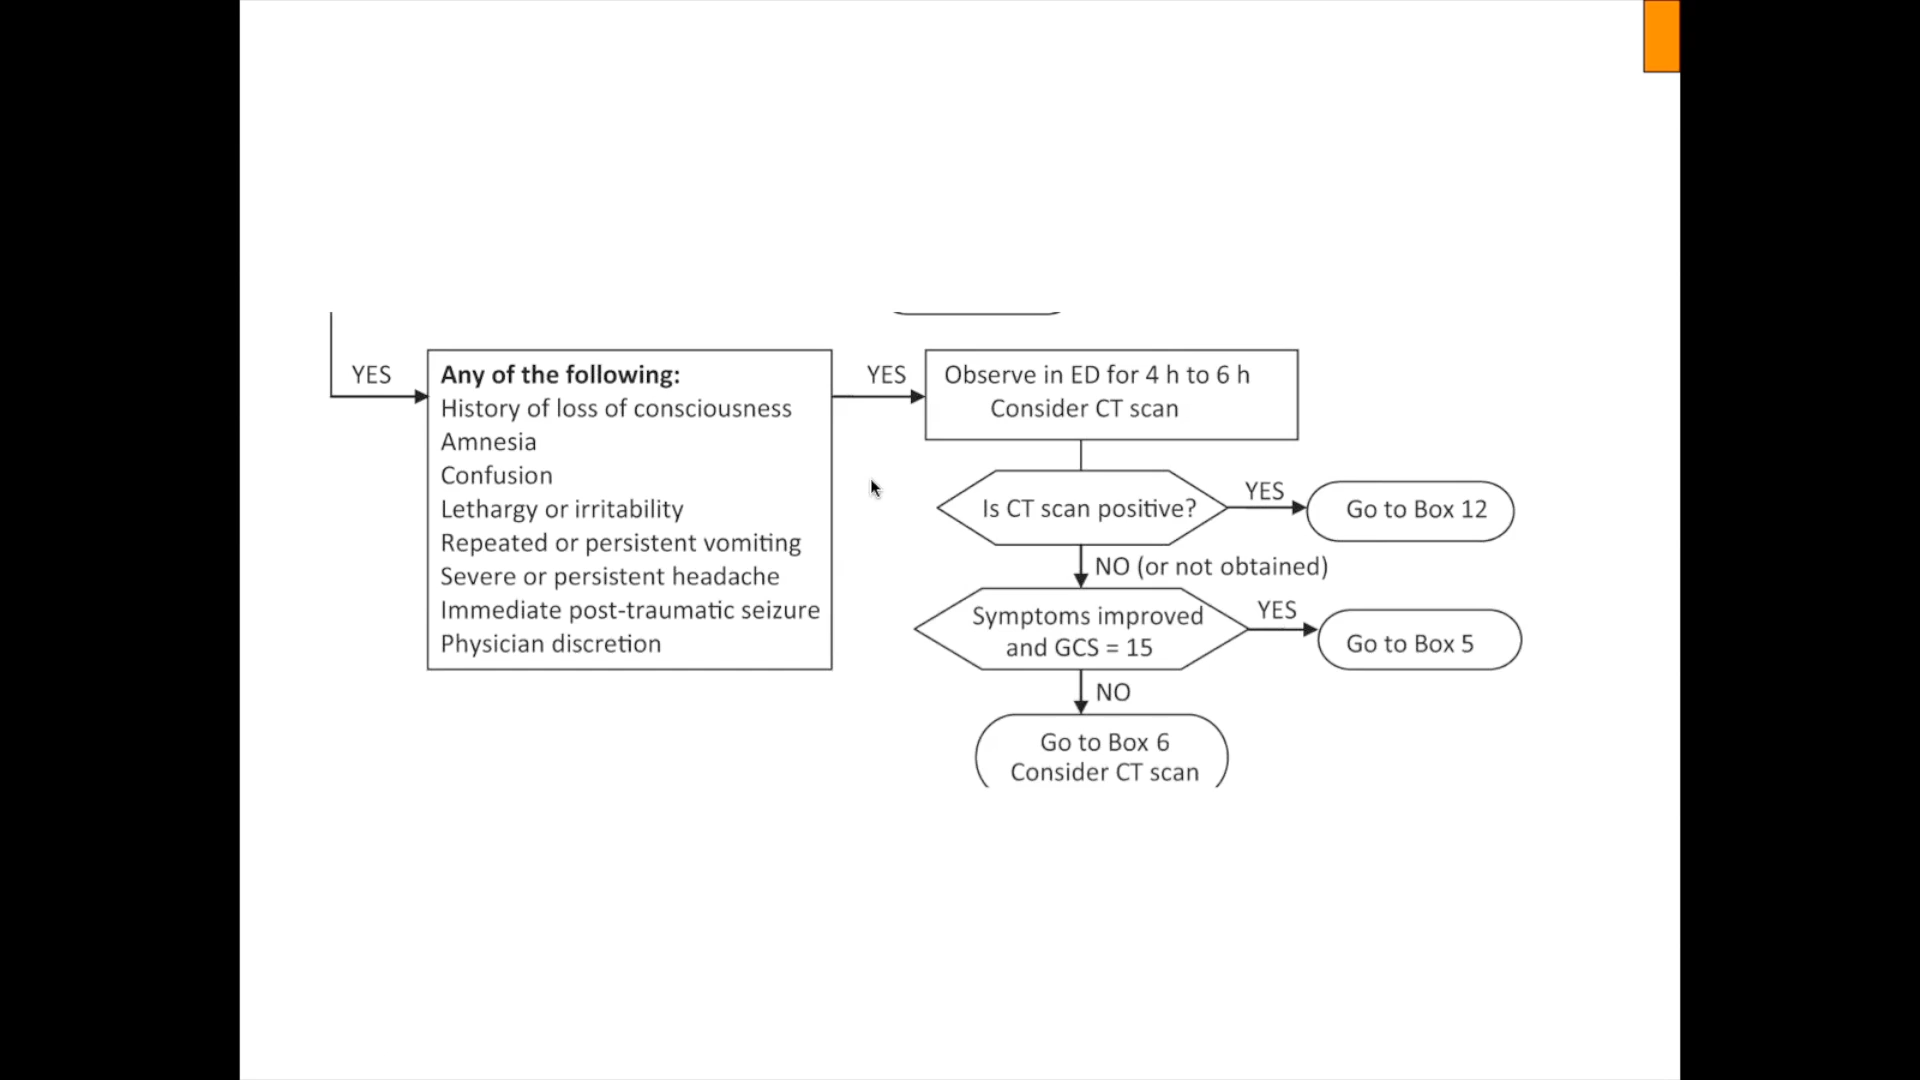 YES
Any of the following:
History of loss of consciousness
Amnesia
Confusion
Lethargy or irritability
Repeated or persistent vomiting
Severe or persistent headache
Immediate post-traumatic seizure
Physician discretion
YES
Observe in ED for 4 h to 6 h
Consider CT scan
Is CT scan positive?
YES
Go to Box 12
NO (or not obtained)
Symptoms improved
and GCS = 15
YES
Go to Box 5
NO
Go to Box 6
Consider CT scan